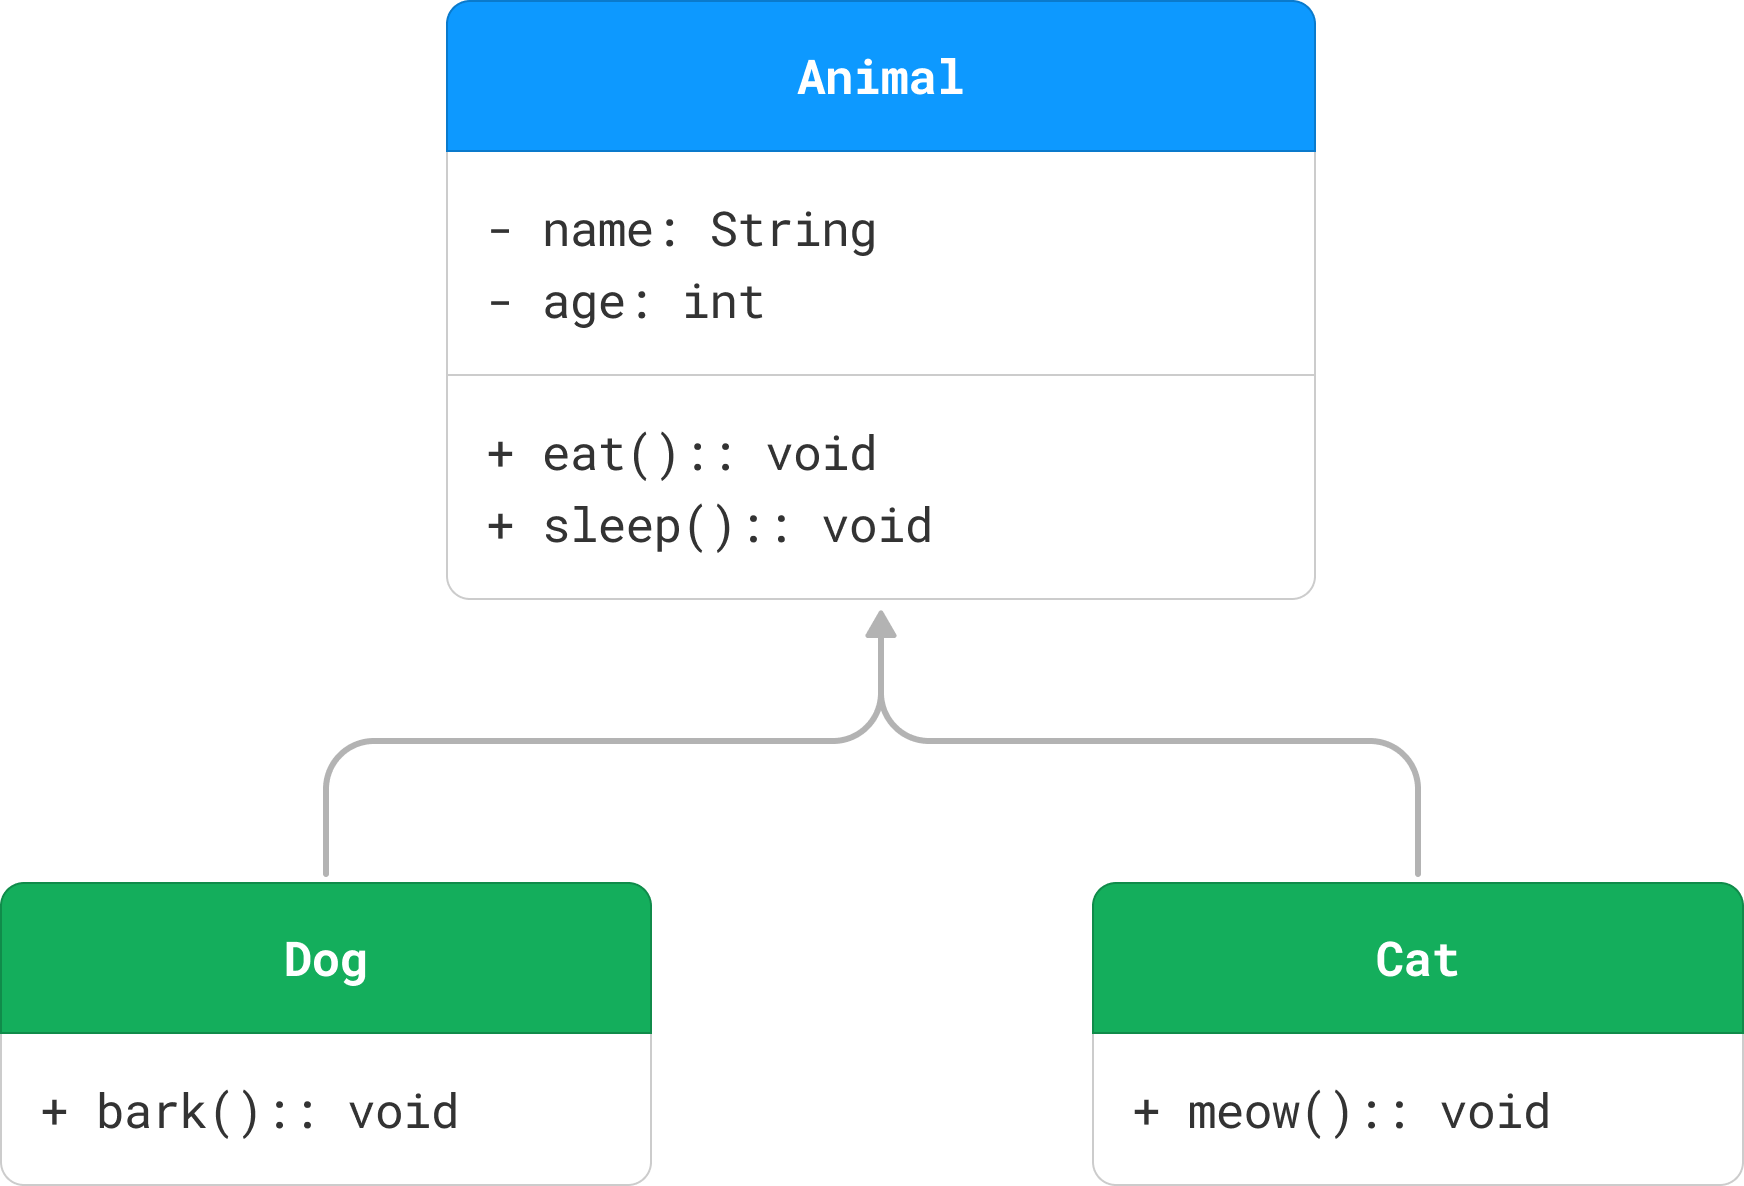 Animal
- name: String
- age: int
+ eat():: void
+ sleep():: void
Dog
+ bark():: void
Cat
+ meow():: void